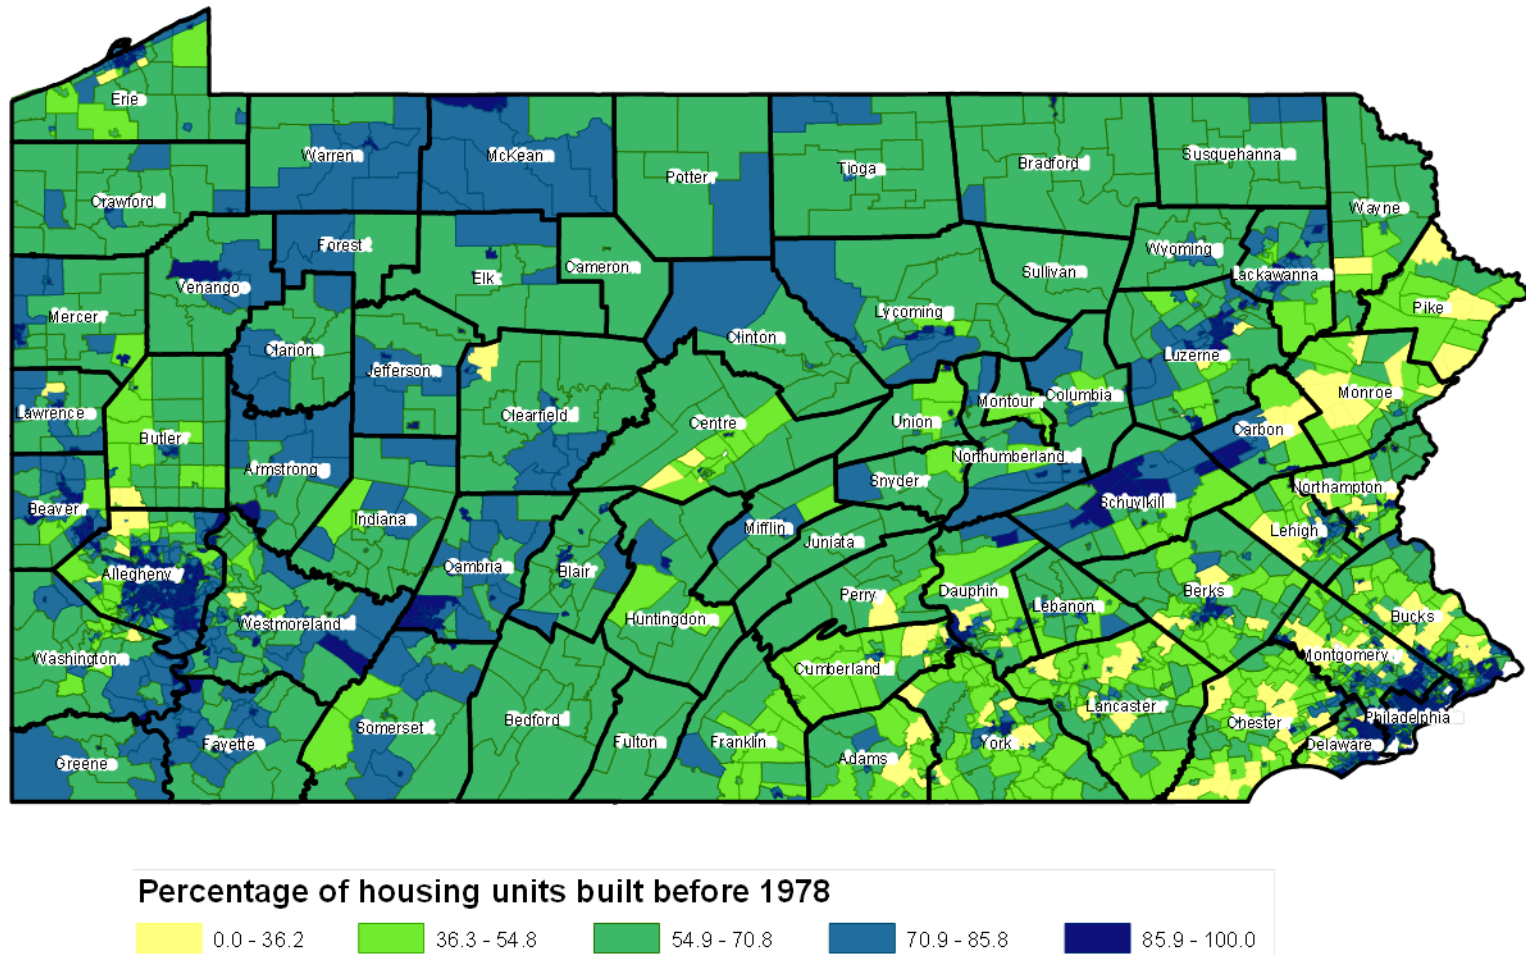 Erie
Warren
McKean
Susquehanna
Bradford
Tioga
Potter
Crawford
Wayne
Forest
Wyoming
Cameron
Sullivan
Lackawanna
Elk
Venango
Pike
Mercer
Lycoming
Clinton
Clarion
Luzerne
Jefferson
Monroe
Columbia
Montour
Lawrence
Clearfield
Centre
Union
Carbon
Butler
Northumberland
Armstrong
Snyder
Northampton
Schuylkill
Beaver
Indiana
Mifflin
Lehigh
Juniata
Cambria
Blair
Allegheny
Dauphin
Berks
Perry
Lebanon
Bucks
Huntingdon
Westmoreland
Montgomery
Washington
Cumberland
Lancaster
Philadelphia
Bedford
Chester
Somerset
Fayette
Fulton
Franklin
York
Delaware
Adams
Greene
Percentage of housing units built before 1978
0.0 - 36.2 36.3 - 54.8 54.9 - 70.8 70.9 - 85.8 85.9 - 100.0